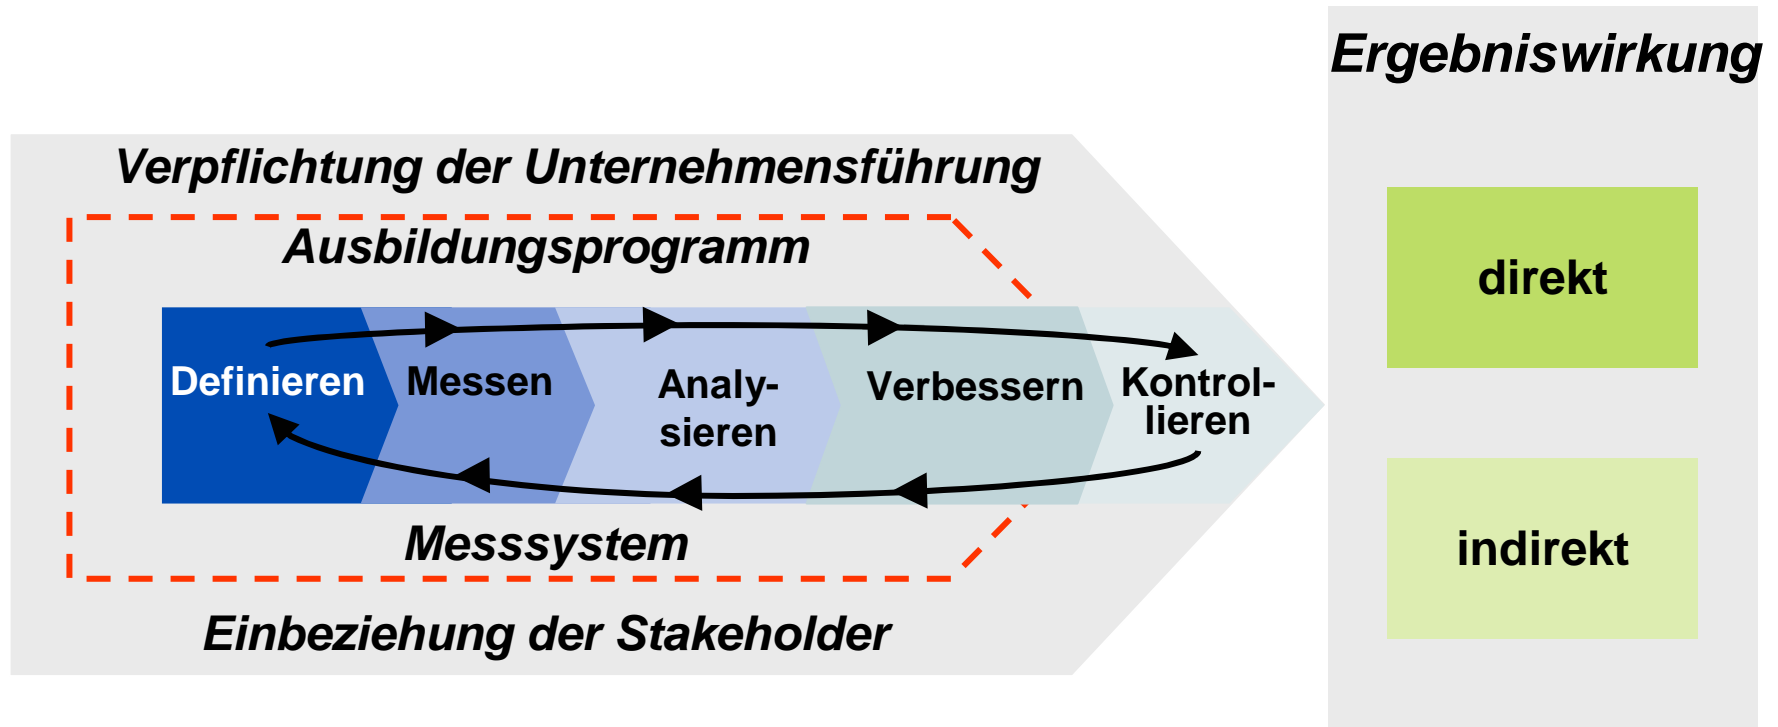 Ergebniswirkung
Verpflichtung der Unternehmensführung
Ausbildungsprogramm
Definieren
Messen
Analy-
sieren
Verbessern
Kontrol-
lieren
Messsystem
Einbeziehung der Stakeholder
direkt
indirekt